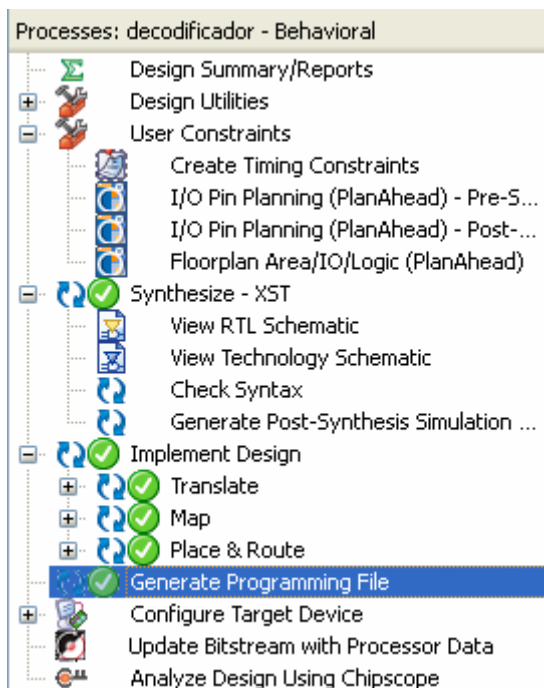 Processes: decodificador - Behavioral
Design Summary/Reports
Design Utilities
User Constraints
Create Timing Constraints
I/O Pin Planning (PlanAhead) - Pre-S...
I/O Pin Planning (PlanAhead) - Post-...
Floorplan Area/IO/Logic (PlanAhead)
Synthesize - XST
View RTL Schematic
View Technology Schematic
Check Syntax
Generate Post-Synthesis Simulation ...
Implement Design
Translate
Map
Place & Route
Generate Programming File
Configure Target Device
Update Bitstream with Processor Data
Analyze Design Using Chipscope